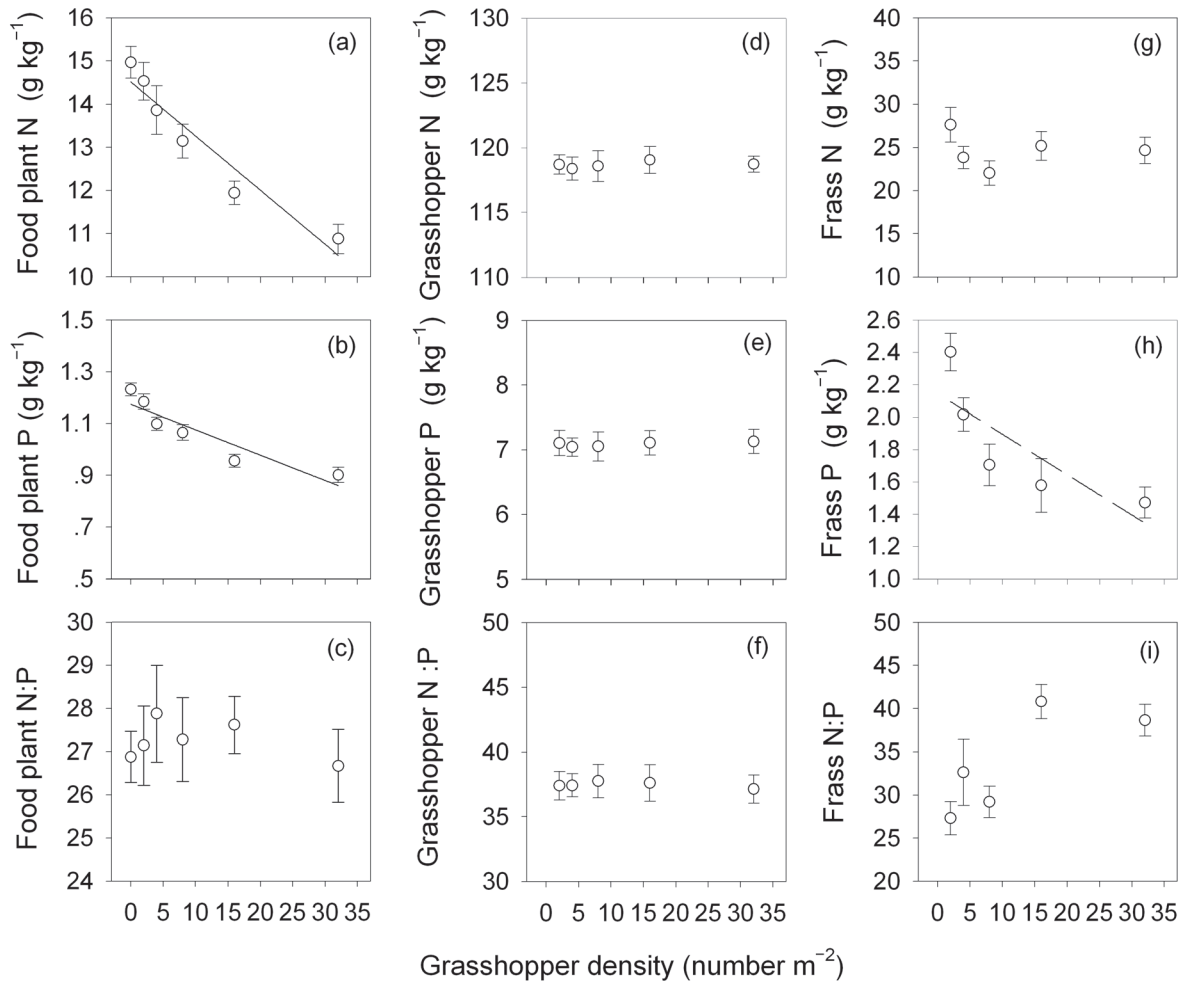 Food plant N (g kg⁻¹)
16
15
14
13
12
11
10
(a)
Grasshopper N (g kg⁻¹)
130
125
120
115
110
(d)
Frass N (g kg⁻¹)
40
35
30
25
20
15
10
(g)
Food plant P (g kg⁻¹)
1.5
1.3
1.1
.9
.7
.5
(b)
Grasshopper P (g kg⁻¹)
9
8
7
6
5
(e)
Frass P (g kg⁻¹)
2.6
2.4
2.2
2.0
1.8
1.6
1.4
1.2
1.0
(h)
Food plant N:P
30
29
28
27
26
25
24
(c)
0 5 10 15 20 25 30 35
Grasshopper N :P
50
45
40
35
30
(f)
0 5 10 15 20 25 30 35
Frass N:P
50
45
40
35
30
25
20
(i)
0 5 10 15 20 25 30 35
Grasshopper density (number m⁻²)